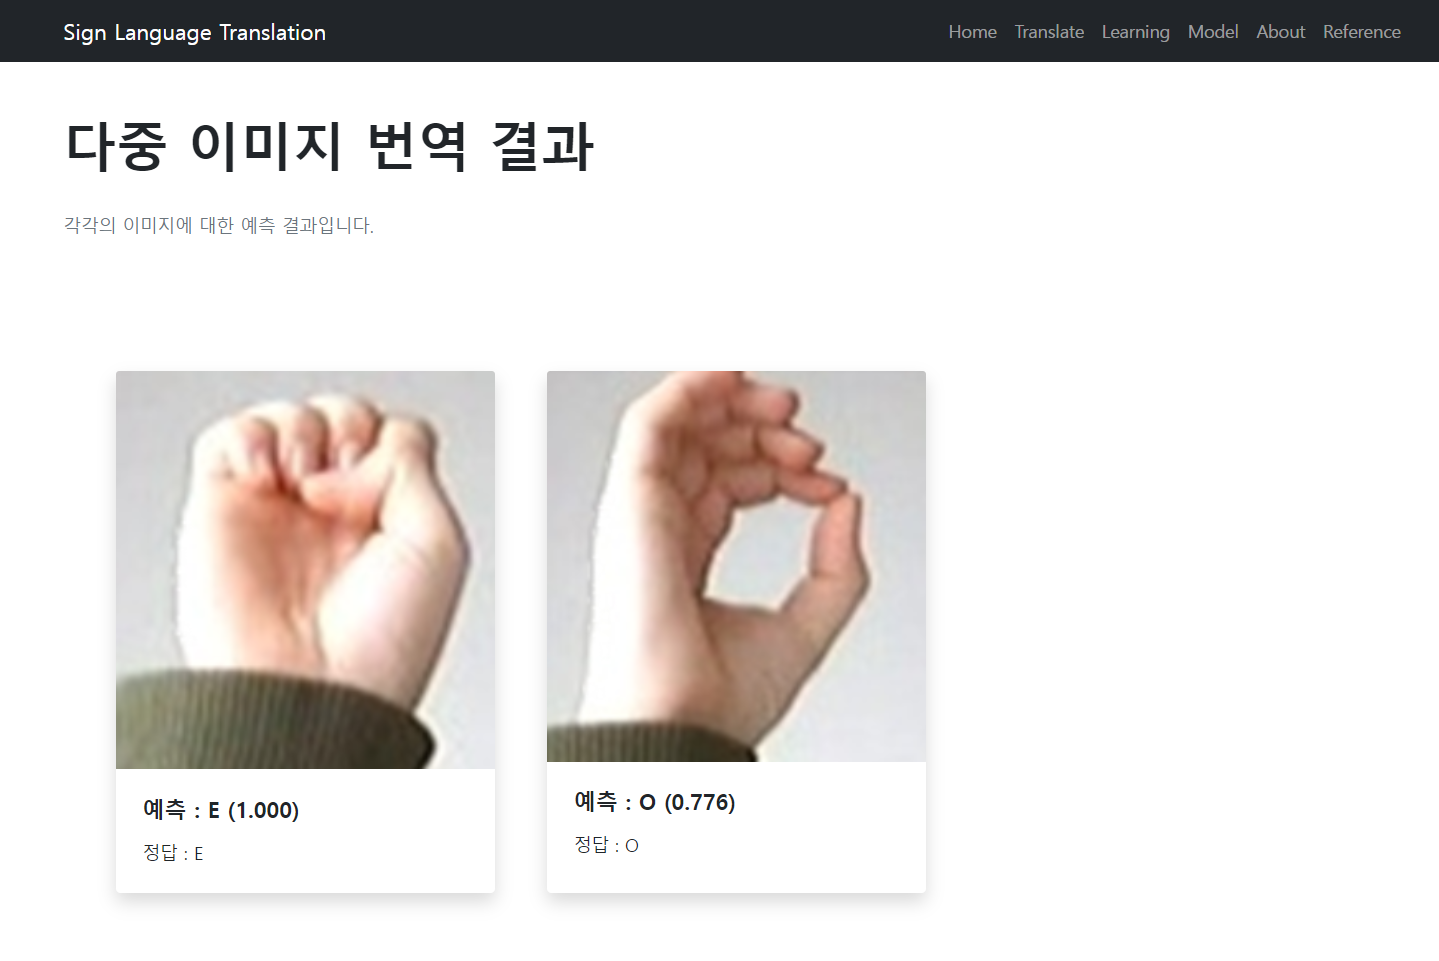 Sign Language Translation
Home Translate Learning Model About Reference
다중 이미지 번역 결과
각각의 이미지에 대한 예측 결과입니다.
예측 : E (1.000)
정답 : E
예측 : O (0.776)
정답 : O